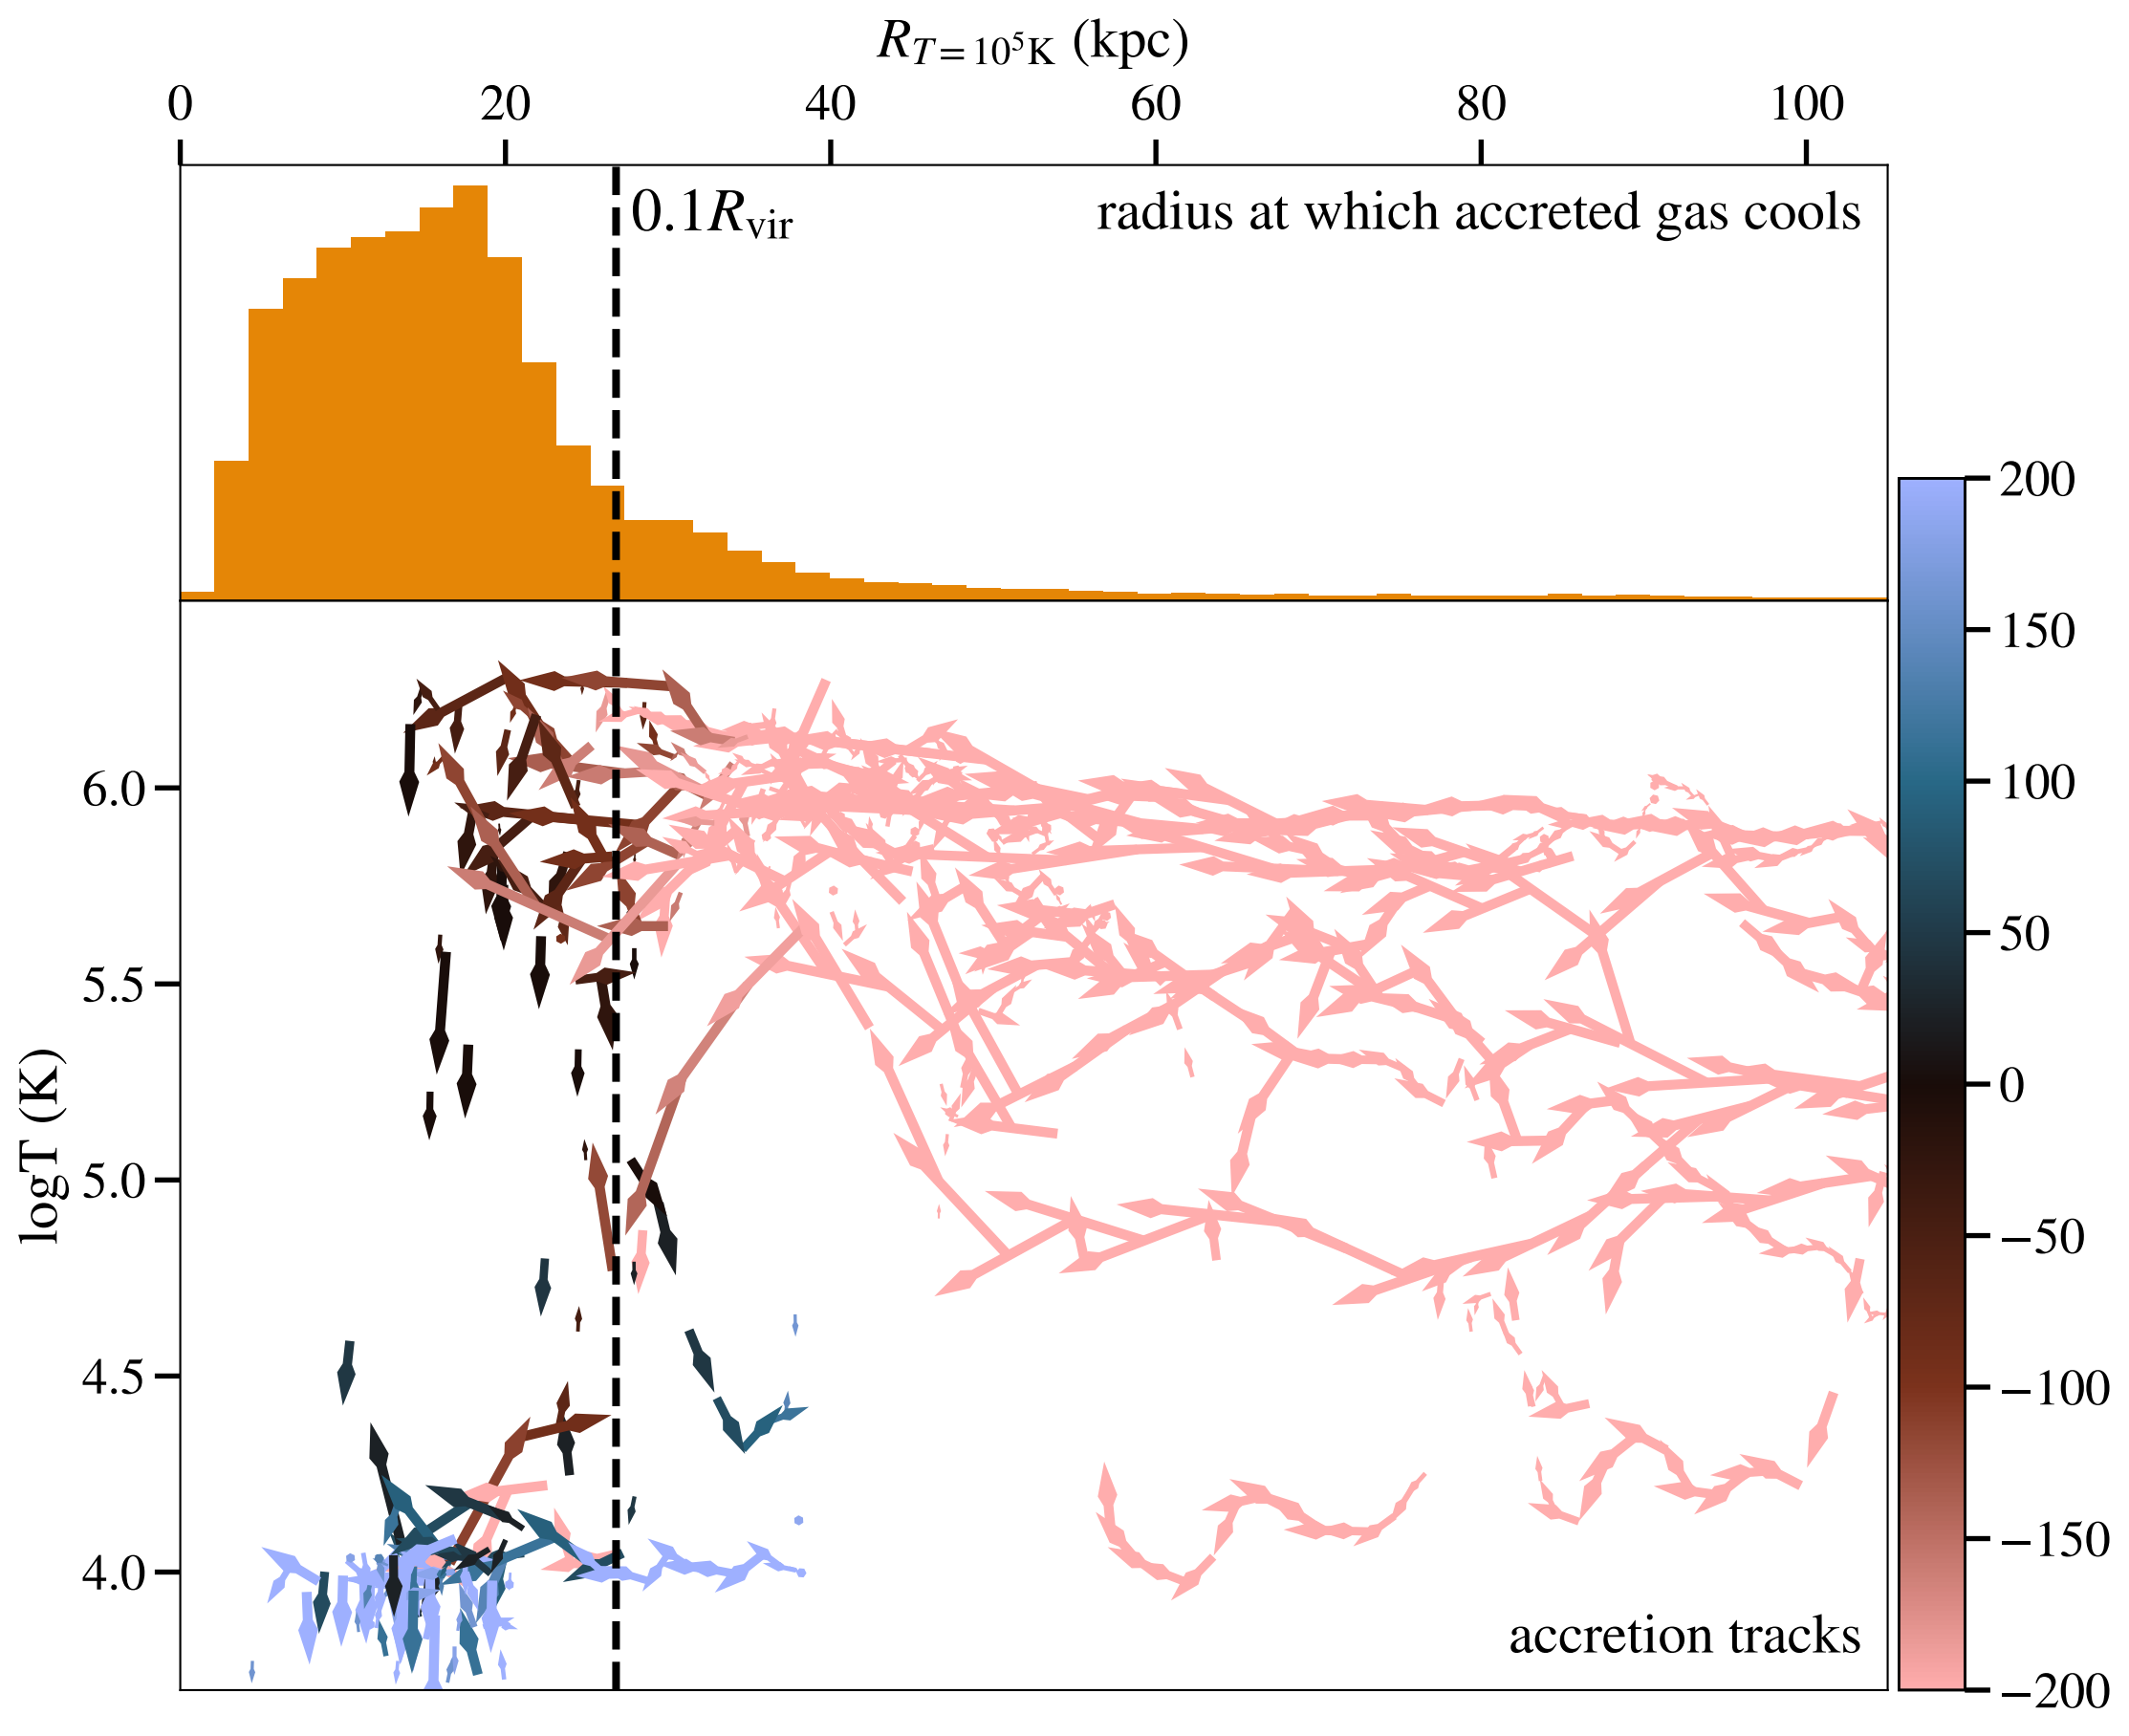 R_{T=10^5K} (kpc)
0 20 40 60 80 100
0.1R_{vir}
radius at which accreted gas cools
logT (K)
6.0
5.5
5.0
4.5
4.0
accretion tracks
200
150
100
50
0
−50
−100
−150
−200